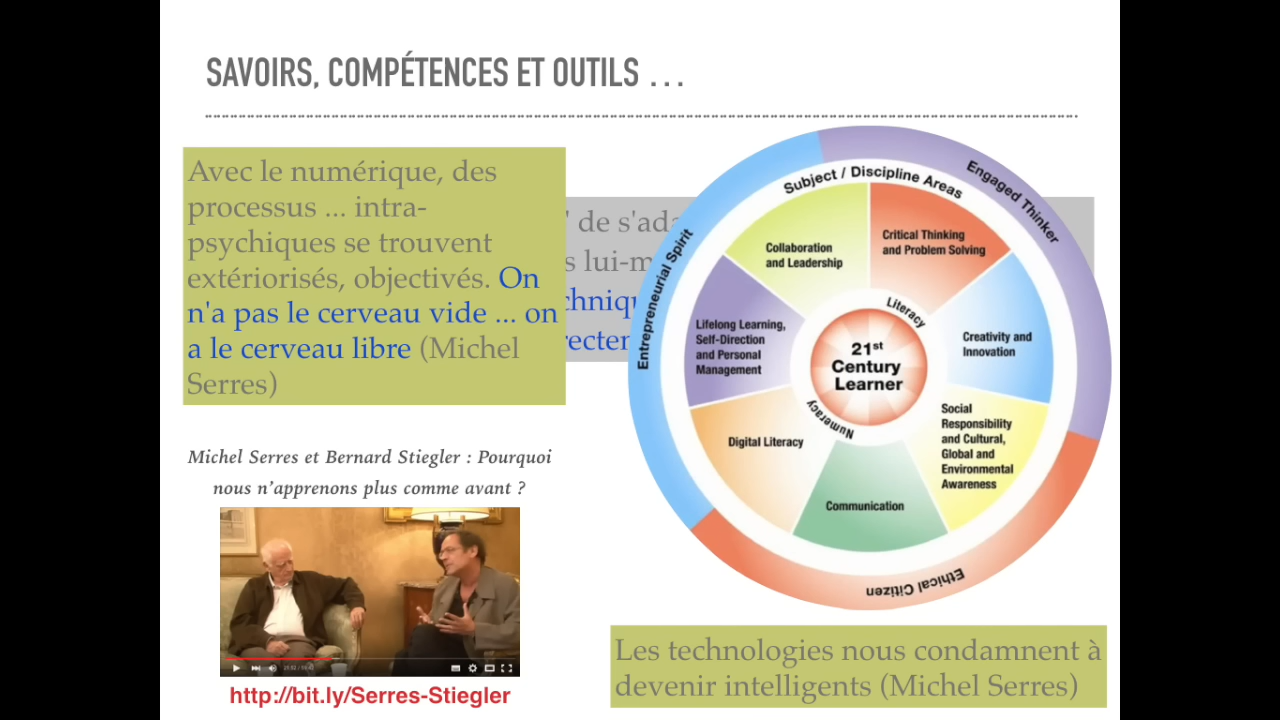 SAVOIRS, COMPÉTENCES ET OUTILS ...
Avec le numérique, des
processus ... intra-
psychiques se trouvent
extériorisés, objectivés. On
n'a pas le cerveau vide ... on
a le cerveau libre (Michel
Serres)
' de s'ada
s lui-m
chniqu
recten
Michel Serres et Bernard Stiegler : Pourquoi
nous n’apprenons plus comme avant ?
http://bit.ly/Serres-Stiegler
Subject / Discipline Areas
Engaged Thinker
Entrepreneurial Spirit
Ethical Citizen
Collaboration
and Leadership
Critical Thinking
and Problem Solving
Creativity and
Innovation
Social
Responsibility
and Cultural,
Global and
Environmental
Awareness
Communication
Digital Literacy
Lifelong Learning,
Self-Direction
and Personal
Management
Literacy
21st
Century
Learner
Numeracy
Les technologies nous condamnent à
devenir intelligents (Michel Serres)